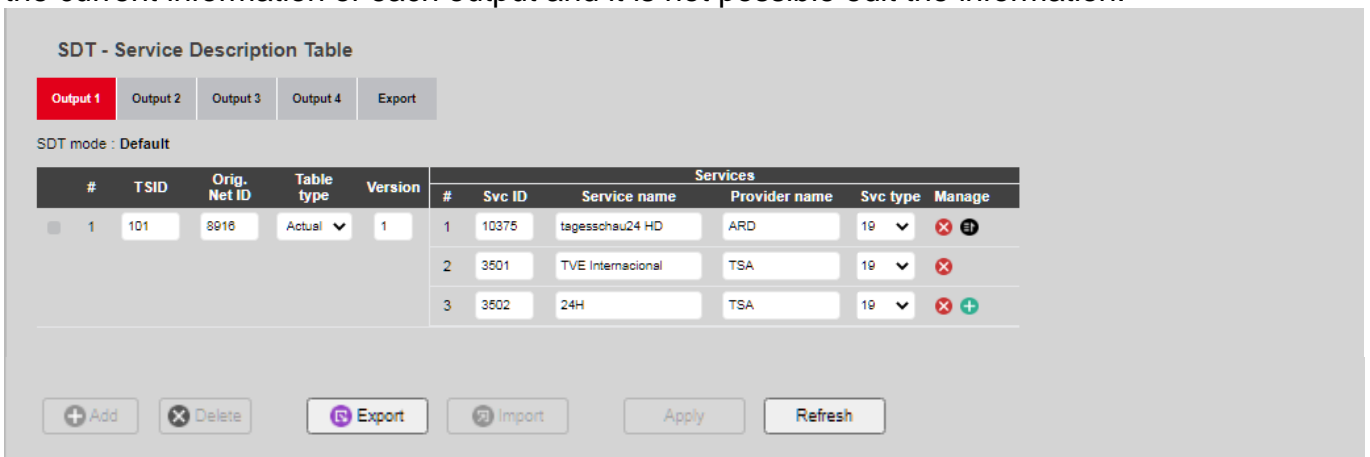 the current information of each output and it is not possible edit the information.
SDT - Service Description Table
Output 1 Output 2 Output 3 Output 4 Export
SDT mode : Default
# TSID Orig. Net ID Table type Version Services
# Svc ID Service name Provider name Svc type Manage
1 101 8916 Actual 1 1 10375 tagesschau24 HD ARD 19
2 3501 TVE Internacional TSA 19
3 3502 24H TSA 19
Add Delete Export Import Apply Refresh